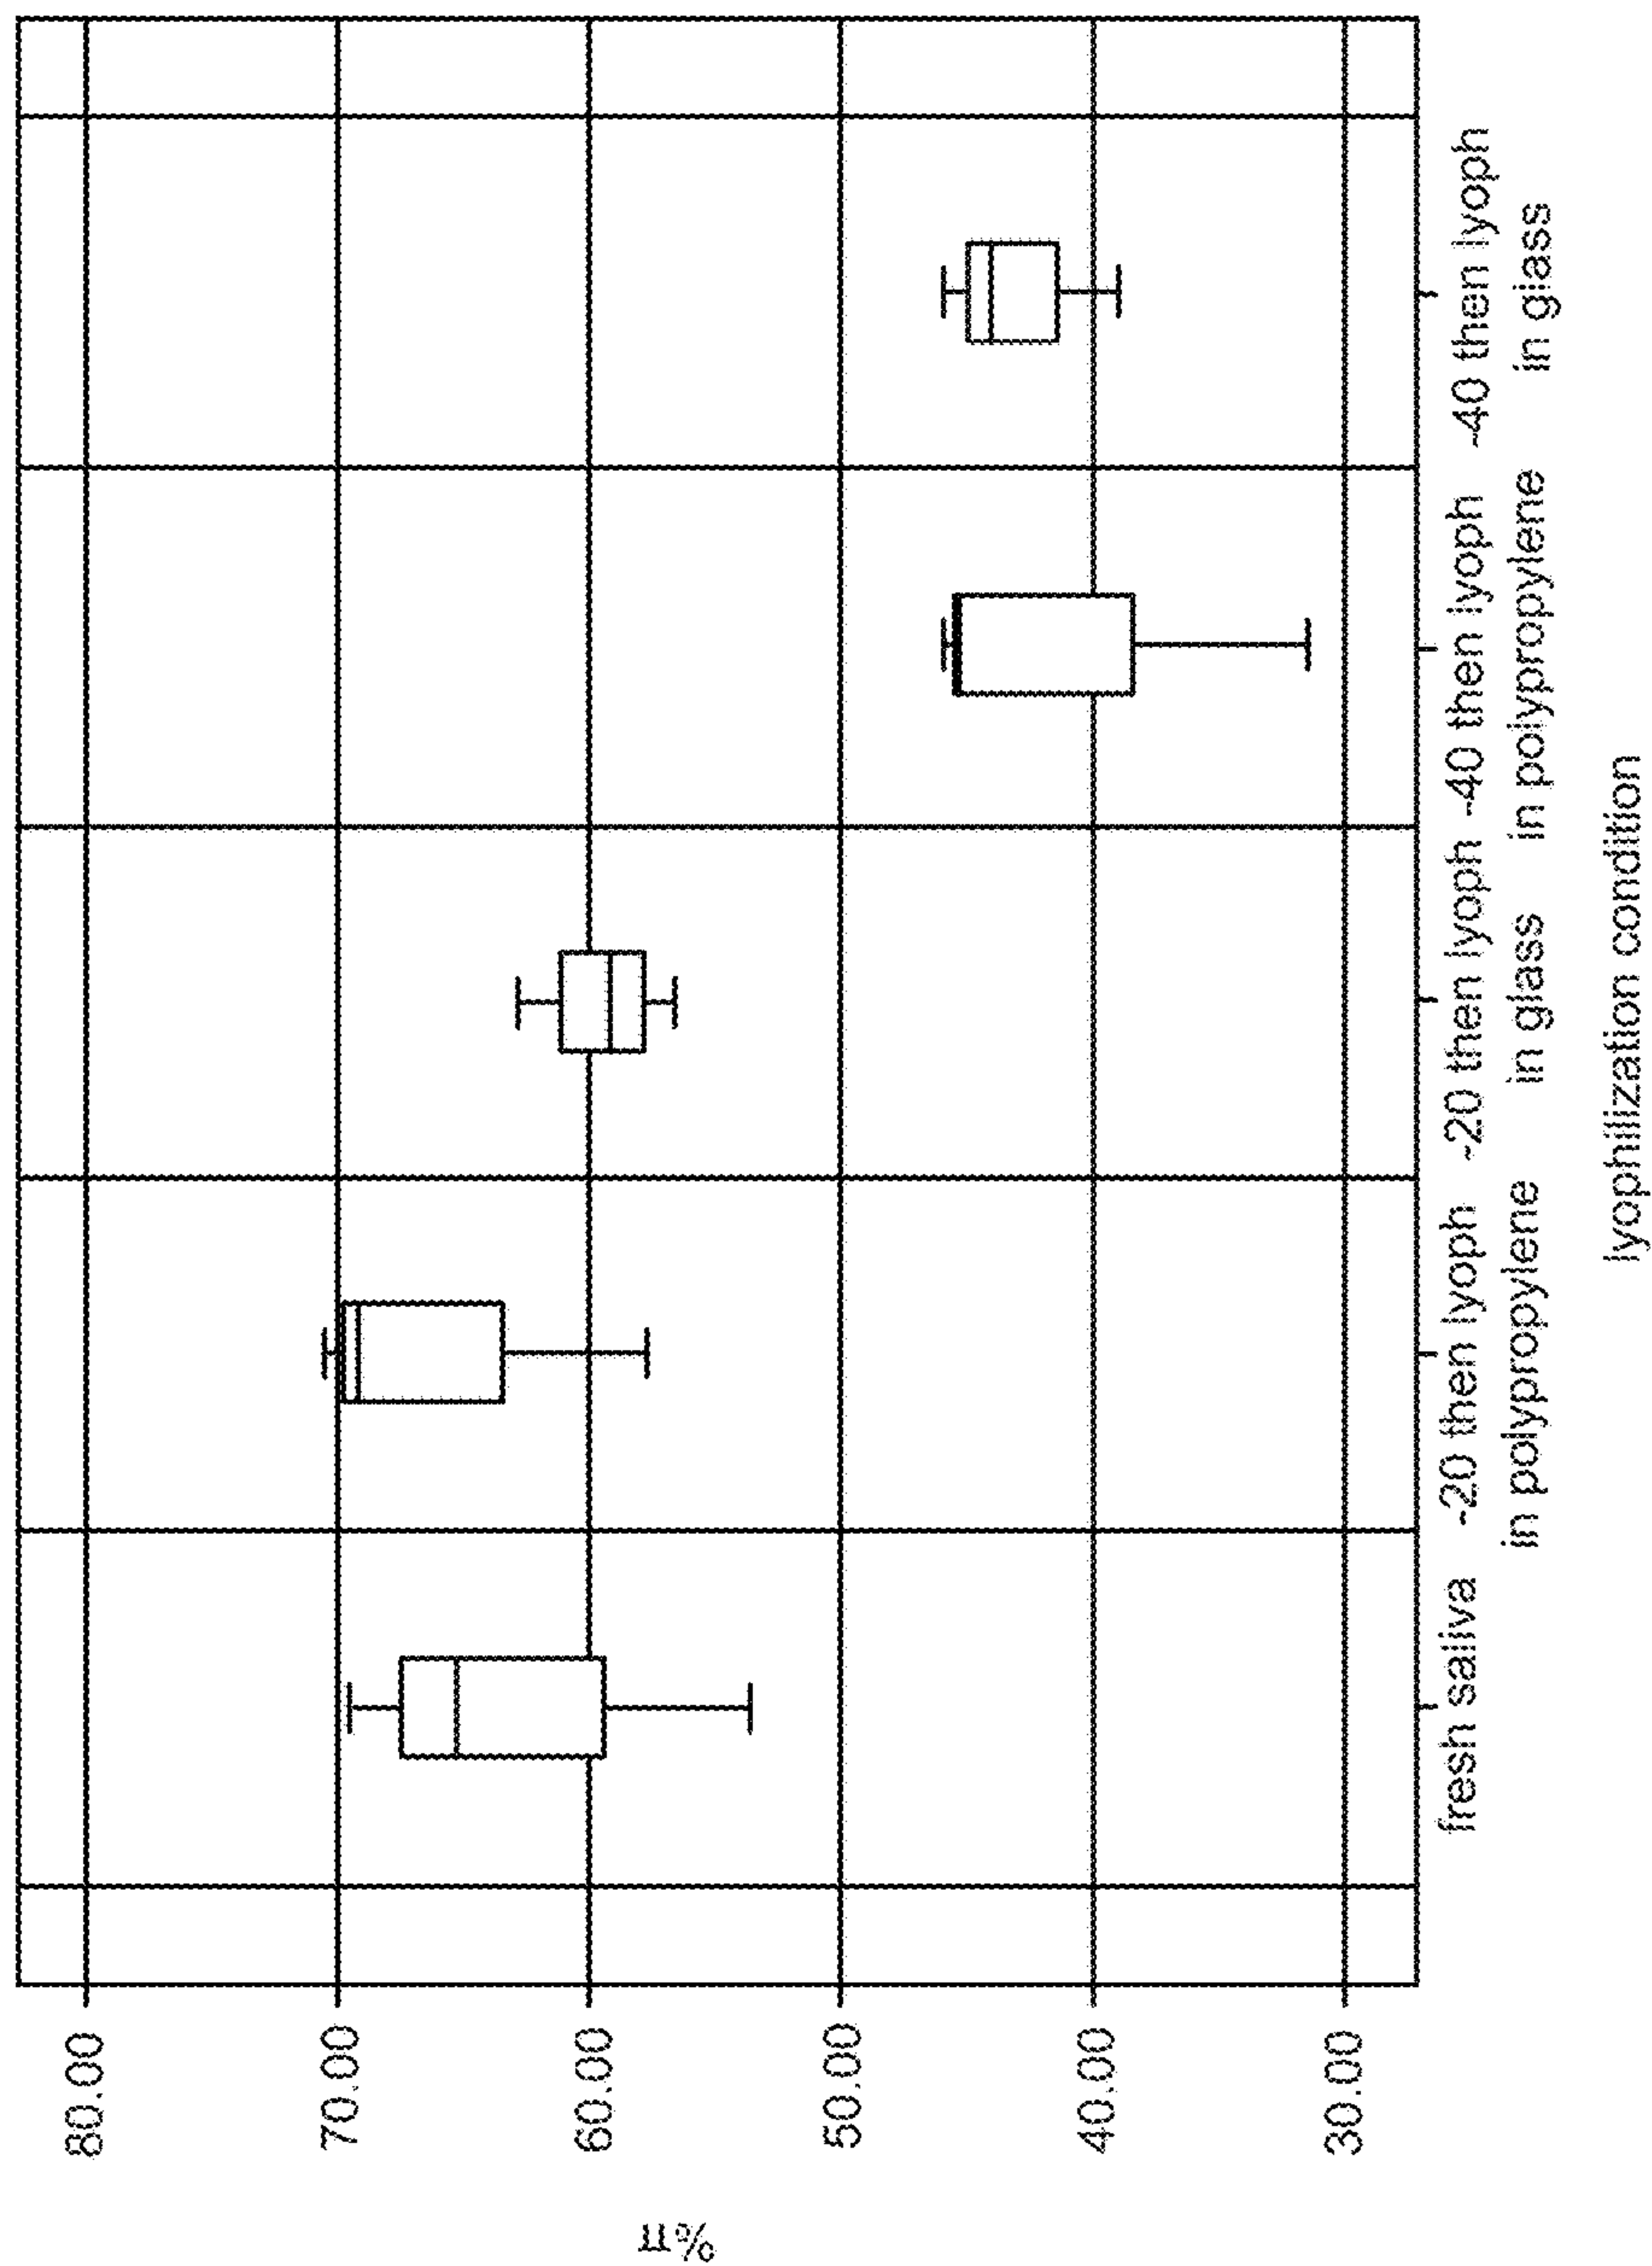 %π
80.00
70.00
60.00
50.00
40.00
30.00
fresh saliva
-20 then lyoph
in polypropylene
-20 then lyoph
in glass
-40 then lyoph
in polypropylene
-40 then lyoph
in glass
lyophilization condition